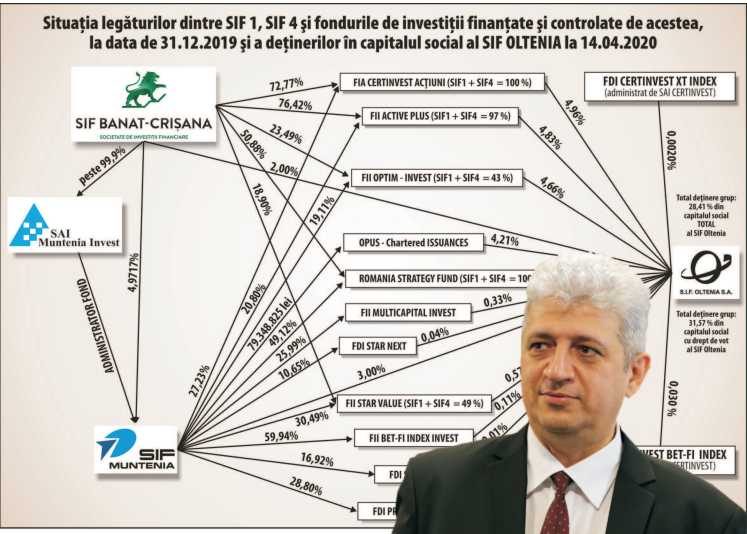 Situația legăturilor dintre SIF 1, SIF 4 și fondurile de investiții finanțate și controlate de acestea,
la data de 31.12.2019 și a deținerilor în capitalul social al SIF OLTENIA la 14.04.2020
SIF BANAT-CRIȘANA
SOCIETATE DE INVESTIȚII FINANCIARE
72,77%
76,42%
23,49%
50,88%
2,00%
18,90%
19,11%
peste 99,9%
SAI
Muntenia Invest
4,9717%
ADMINISTRATOR FOND
SIF
MUNTENIA
27,23%
20,80%
79.348.825 lei
49,12%
25,99%
10,65%
3,00%
30,49%
59,94%
16,92%
28,80%
FIA CERTINVEST ACȚIUNI (SIF1 + SIF4 = 100 %)
FII ACTIVE PLUS (SIF1 + SIF4 = 97 %)
FII OPTIM - INVEST (SIF1 + SIF4 = 43 %)
OPUS - Chartered ISSUANCES
ROMANIA STRATEGY FUND (SIF1 + SIF4 = 100
FII MULTICAPITAL INVEST
FDI STAR NEXT
FII STAR VALUE (SIF1 + SIF4 = 49 %)
FII BET-FI INDEX INVEST
FDI
FDI PR
4,96%
4,83%
4,66%
4,21%
0,33%
0,04%
0,11%
0,01%
FDI CERTINVEST XT INDEX
(administrat de SAI CERTINVEST)
0,0020%
Total deținere grup:
28,41 % din
capitalul social
TOTAL
al SIF Oltenia
S.I.F. OLTENIA S.A.
Total deținere grup:
31,57 % din
capitalul social
cu drept de vot
al SIF Oltenia
0,030 %
VEST BET-FI INDEX
CERTINVEST)